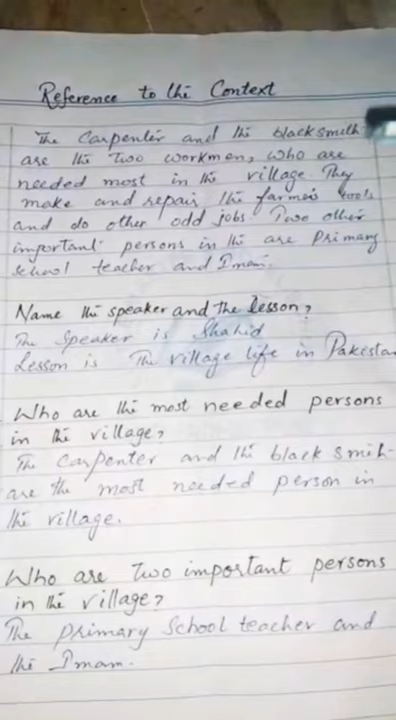 Reference to the Context
The Carpenter and the blacksmith
are the two workmen, who are
needed most in the village. They
make and repair the farmers tools
and do other odd jobs. Two other
important persons in the are Primary
school teacher and Imam.
Name the speaker and the lesson?
The Speaker is Shahid
Lesson is The village life in Pakistan
Who are the most needed persons
in the village?
The Carpenter and the black smith
are the most needed person in
the village.
Who are Two important persons
in the village?
The primary School teacher and
the Imam.